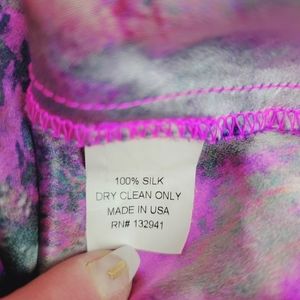 100% SILK
DRY CLEAN ONLY
MADE IN USA
RN# 132941